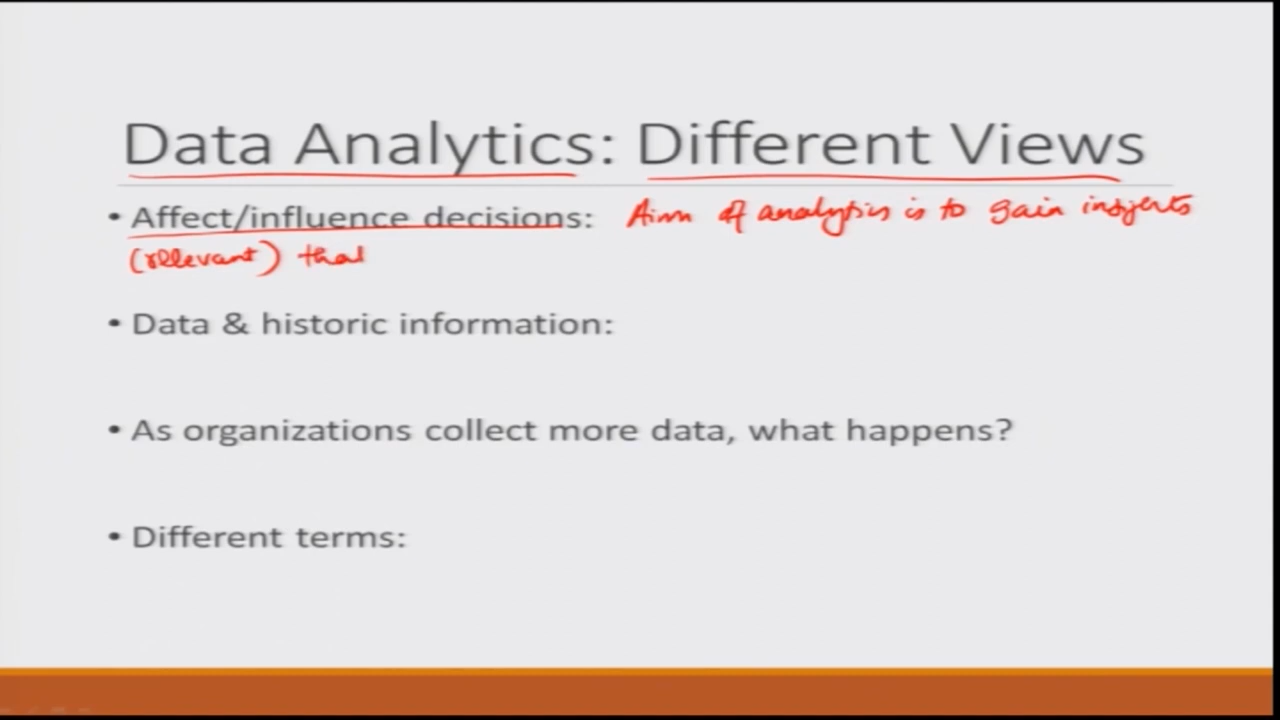 Data Analytics: Different Views
• Affect/influence decisions: Aim of analytics is to gain insights
(relevant) that
• Data & historic information:
• As organizations collect more data, what happens?
• Different terms: